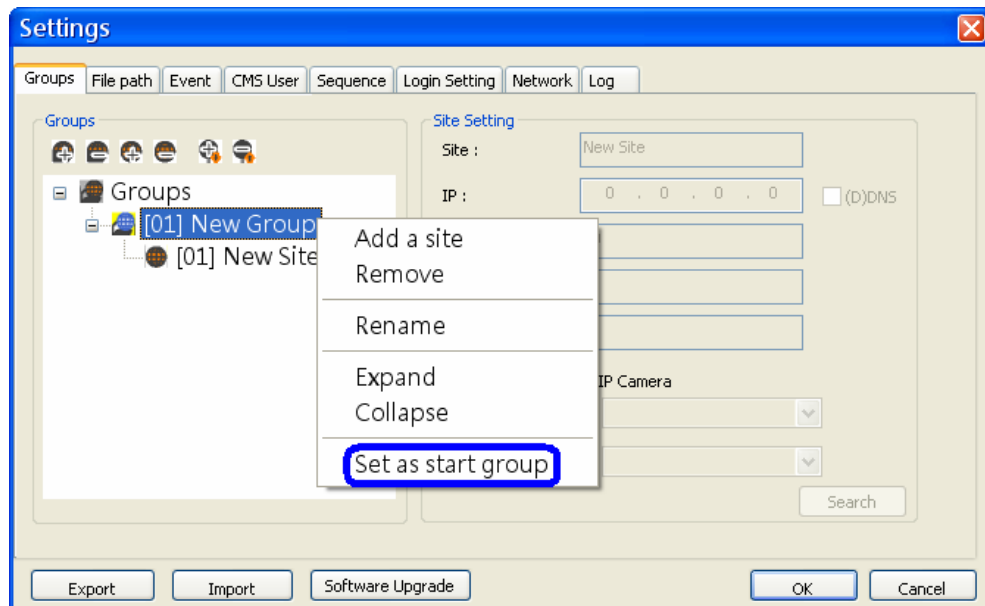 Settings
Groups File path Event CMS User Sequence Login Setting Network Log
Groups
Groups
[01] New Group
[01] New Site
Add a site
Remove
Rename
Expand
Collapse
Set as start group
Site Setting
Site :
New Site
IP :
0 . 0 . 0 . 0
(D)DNS
IP Camera
Search
Export
Import
Software Upgrade
OK
Cancel